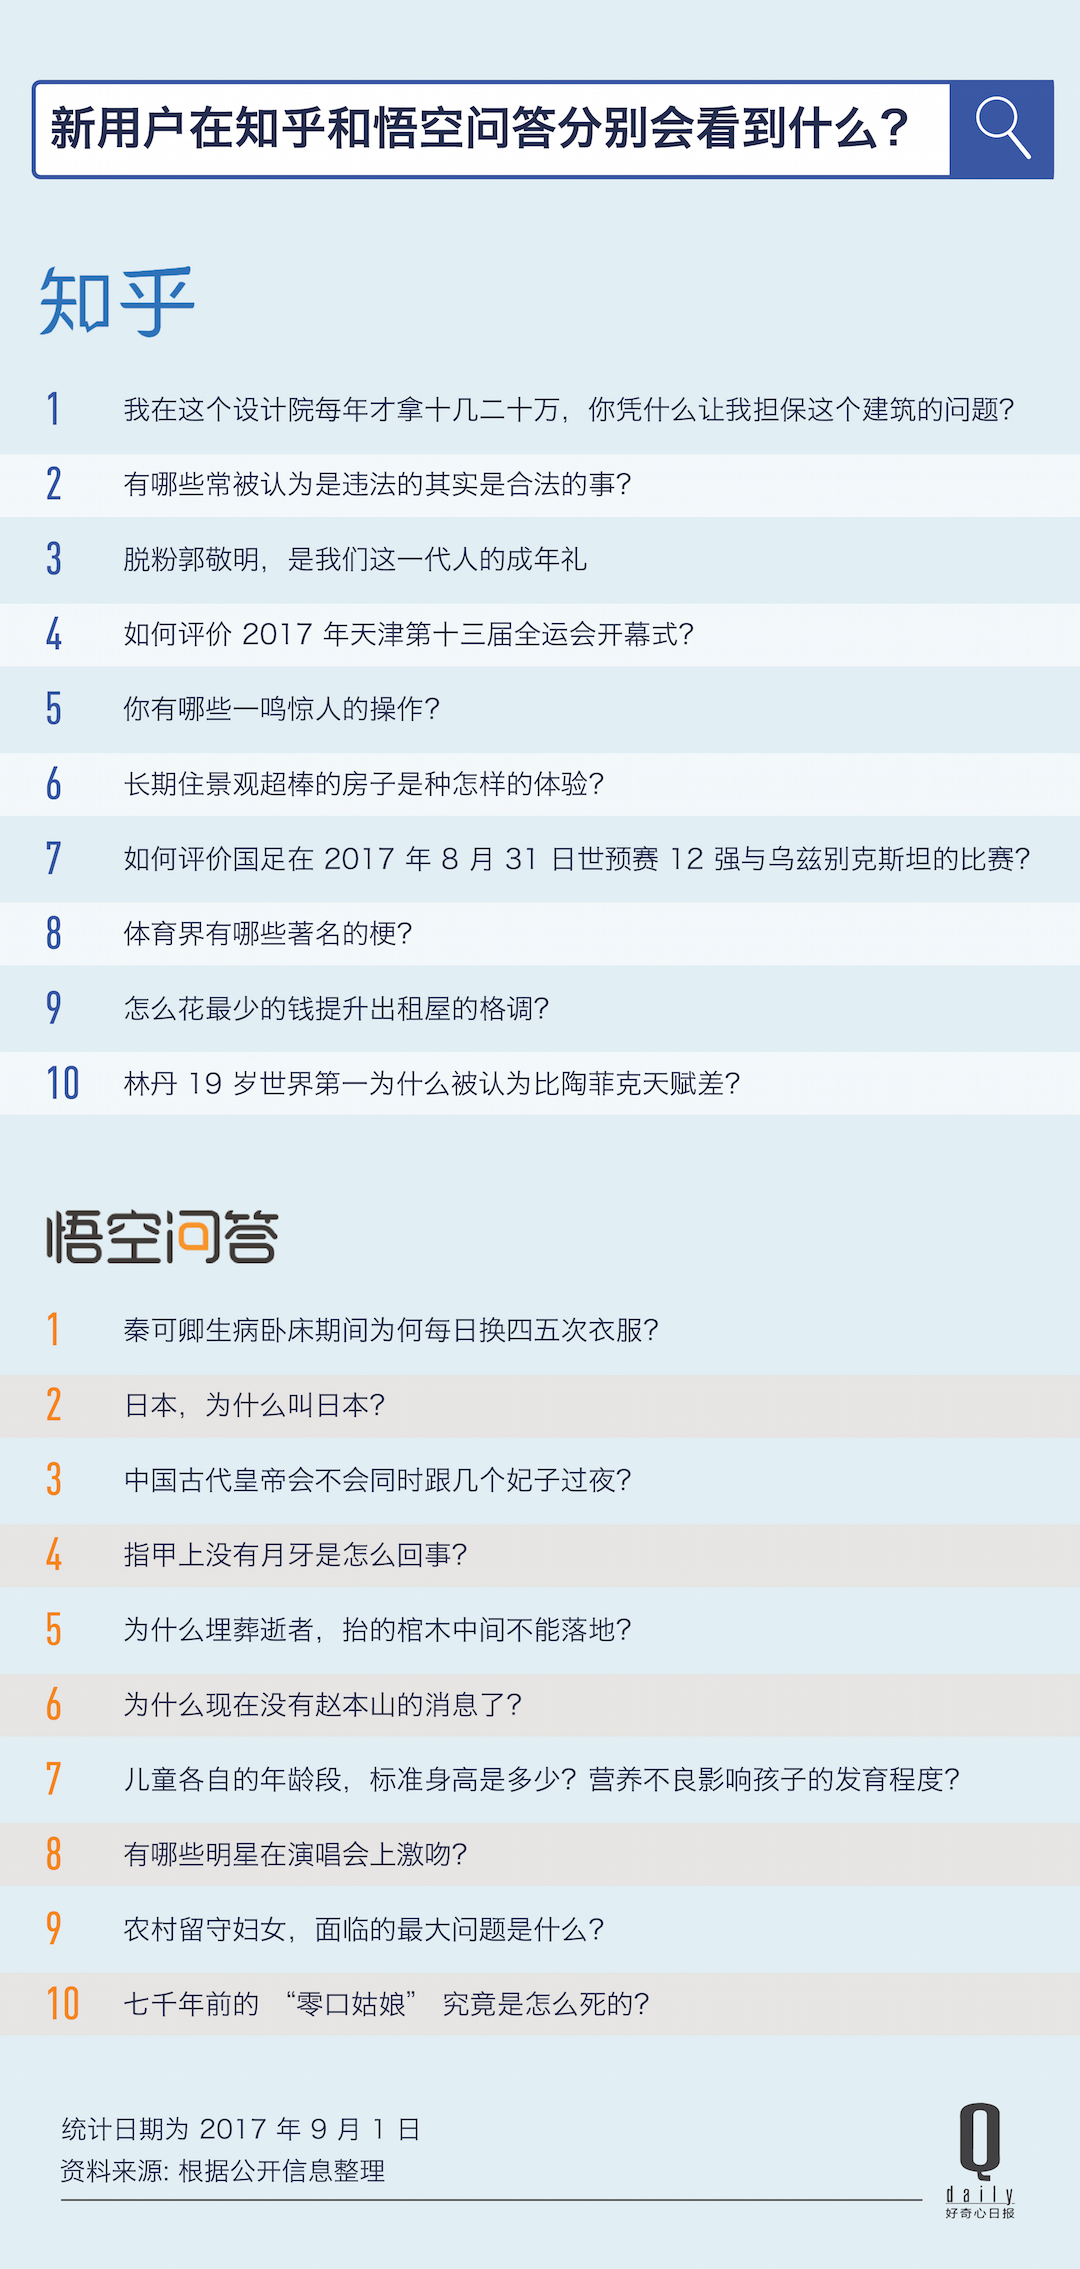 新用户在知乎和悟空问答分别会看到什么？
知乎
1 我在这个设计院每年才拿十几二十万，你凭什么让我担保这个建筑的问题？
2 有哪些常被认为是违法的其实是合法的事？
3 脱粉郭敬明，是我们这一代人的成年礼
4 如何评价 2017 年天津第十三届全运会开幕式？
5 你有哪些一鸣惊人的操作？
6 长期住景观超棒的房子是种怎样的体验？
7 如何评价国足在 2017 年 8 月 31 日世预赛 12 强与乌兹别克斯坦的比赛？
8 体育界有哪些著名的梗？
9 怎么花最少的钱提升出租屋的格调？
10 林丹 19 岁世界第一为什么被认为比陶菲克天赋差？
悟空问答
1 秦可卿生病卧床期间为何每日换四五次衣服？
2 日本，为什么叫日本？
3 中国古代皇帝会不会同时跟几个妃子过夜？
4 指甲上没有月牙是怎么回事？
5 为什么埋葬逝者，抬的棺木中间不能落地？
6 为什么现在没有赵本山的消息了？
7 儿童各自的年龄段，标准身高是多少？营养不良影响孩子的发育程度？
8 有哪些明星在演唱会上激吻？
9 农村留守妇女，面临的最大问题是什么？
10 七千年前的 “零口姑娘” 究竟是怎么死的？
统计日期为 2017 年 9 月 1 日
资料来源: 根据公开信息整理
Q
daily
好奇心日报